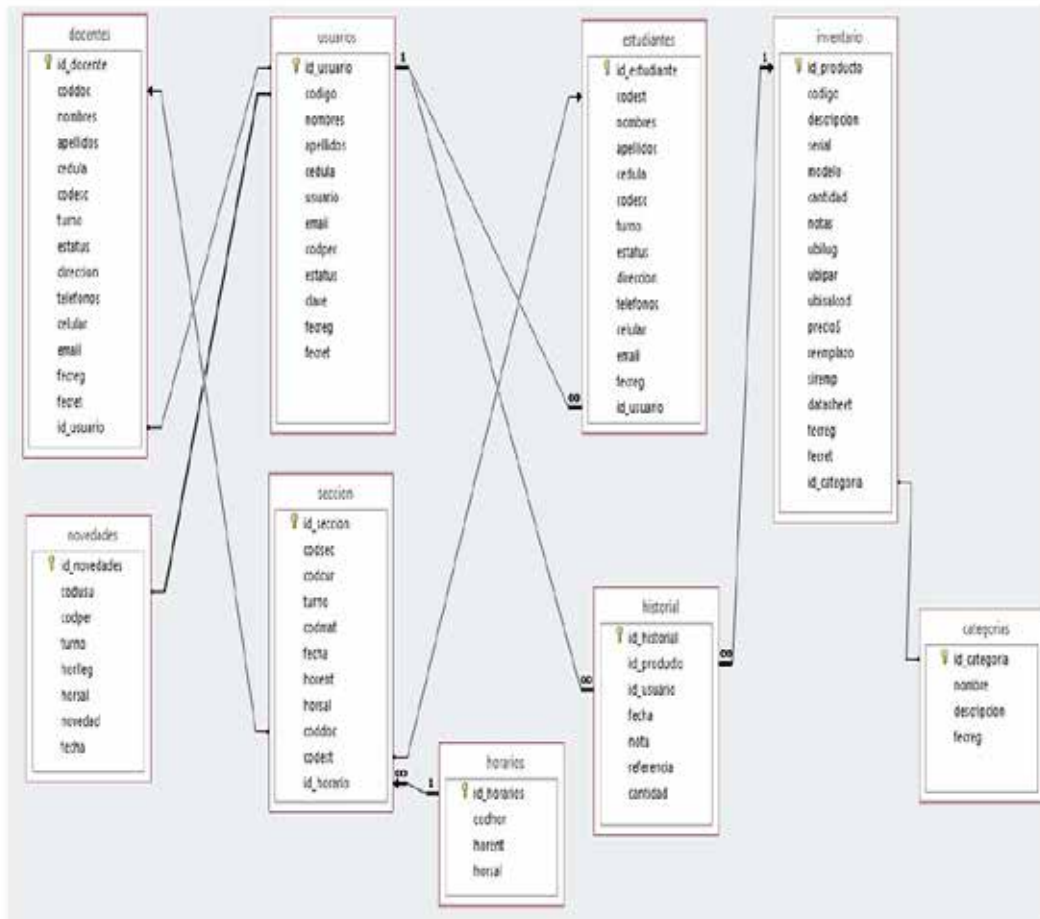 docentes
id_docente
coddoc
nombres
apellidos
cedula
codesc
turno
estatus
direccion
telefonos
celular
email
fecreg
fecret
id_usuario
usuarios
id_usuario
codigo
nombres
apellidos
cedula
usuario
email
codper
estatus
clave
fecreg
fecret
1
estudiantes
id_estudiante
codest
nombres
apellidos
cedula
codesc
turno
estatus
direccion
telefonos
celular
email
fecreg
id_usuario
∞
inventario
1
id_producto
codigo
descripcion
serial
modelo
cantidad
notas
ubilug
ubipar
ubisalcod
reemplazo
siremp
datasheet
fecreg
fecret
id_categoria
novedades
id_novedades
codusu
codper
turno
horlleg
horsal
novedad
fecha
seccion
id_seccion
codsec
codcur
turno
codmat
fecha
horent
horsal
coddoc
codest
id_horario
∞
1
horarios
id_horarios
codhor
horent
horsal
historial
id_historial
id_producto
id_usuario
fecha
nota
referencia
cantidad
∞
∞
categorias
id_categoria
nombre
descripcion
fecreg